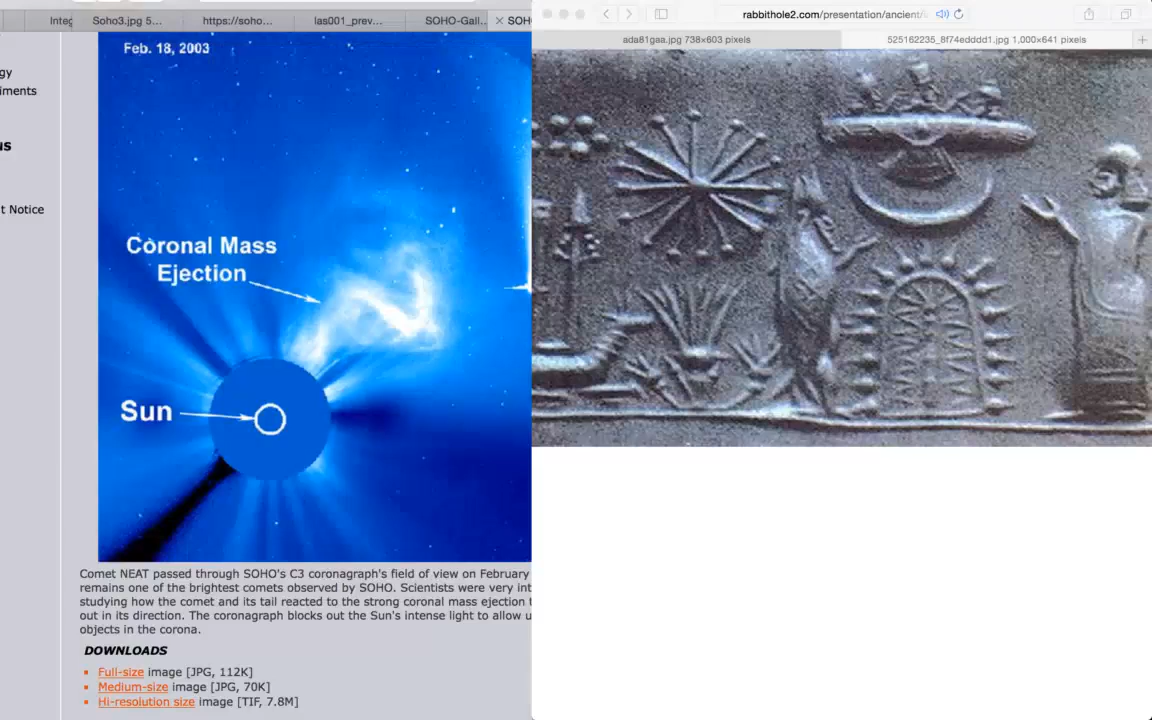 Integ
Soho3.jpg 5...
https://soho...
las001_prev...
SOHO-Gall...
SOH
rabbithole2.com/presentation/ancient/
ada81gaa.jpg 738×603 pixels
525162235_8f74edddd1.jpg 1,000×641 pixels
gy
iments
us
t Notice
Feb. 18, 2003
Coronal Mass
Ejection
Sun
Comet NEAT passed through SOHO's C3 coronagraph's field of view on February
remains one of the brightest comets observed by SOHO. Scientists were very int
studying how the comet and its tail reacted to the strong coronal mass ejection t
out in its direction. The coronagraph blocks out the Sun's intense light to allow u
objects in the corona.
DOWNLOADS
Full-size image [JPG, 112K]
Medium-size image [JPG, 70K]
Hi-resolution size image [TIF, 7.8M]